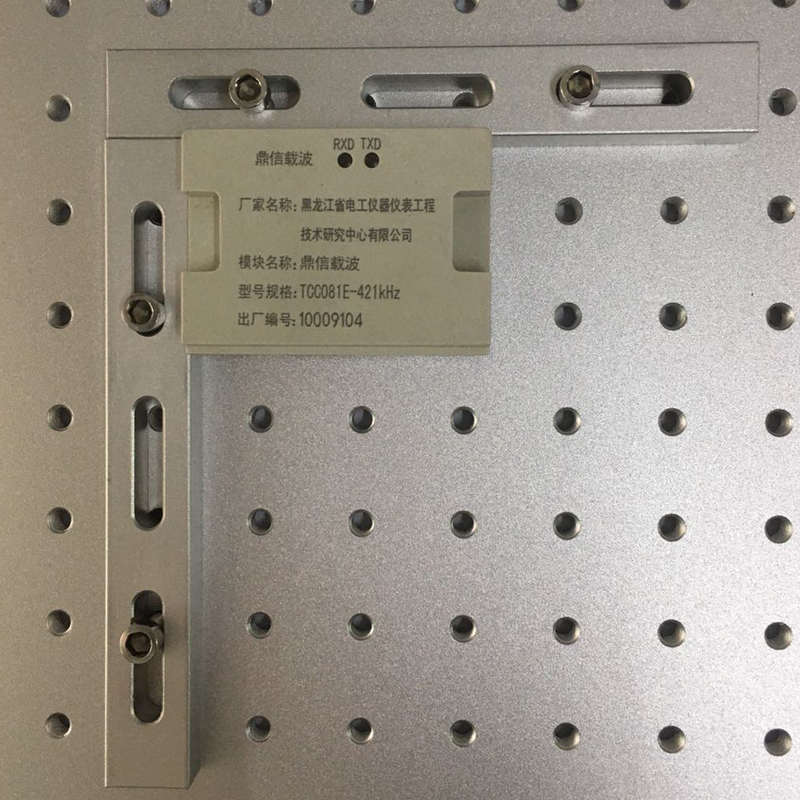 RXD TXD
鼎信载波
厂家名称:黑龙江省电工仪器仪表工程
技术研究中心有限公司
模块名称:鼎信载波
型号规格:TCC081E-421kHz
出厂编号:10009104